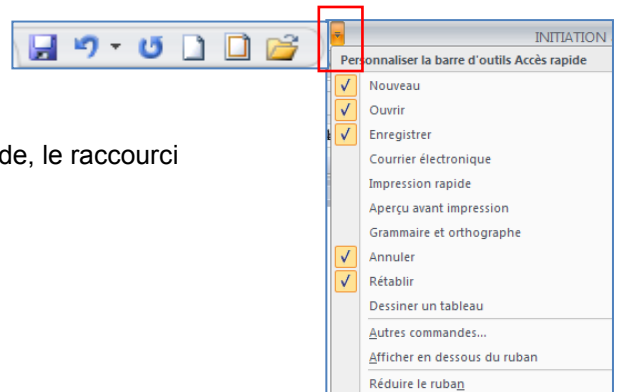 INITIATION
Personnaliser la barre d'outils Accès rapide
Nouveau
Ouvrir
Enregistrer
de, le raccourci
Courrier électronique
Impression rapide
Aperçu avant impression
Grammaire et orthographe
Annuler
Rétablir
Dessiner un tableau
Autres commandes...
Afficher en dessous du ruban
Réduire le ruban